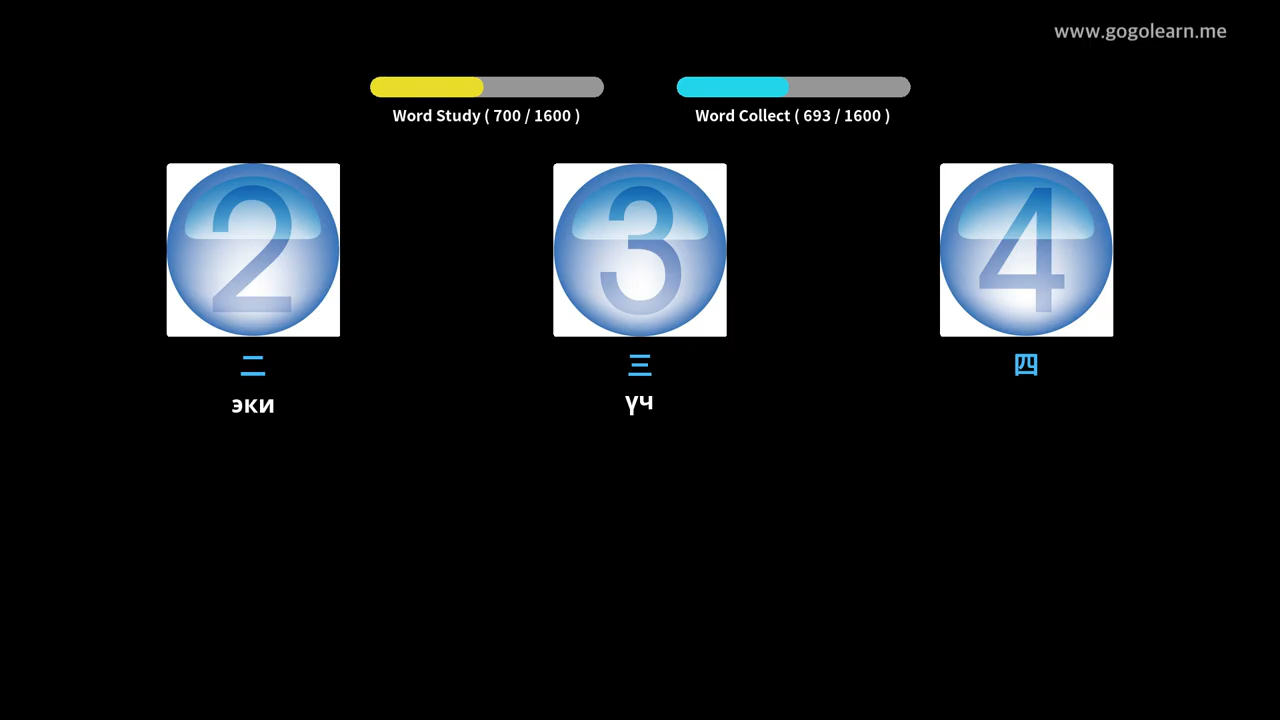 www.gogolearn.me
Word Study ( 700 / 1600 )
Word Collect ( 693 / 1600 )
2
3
4
二
三
四
эки
үч